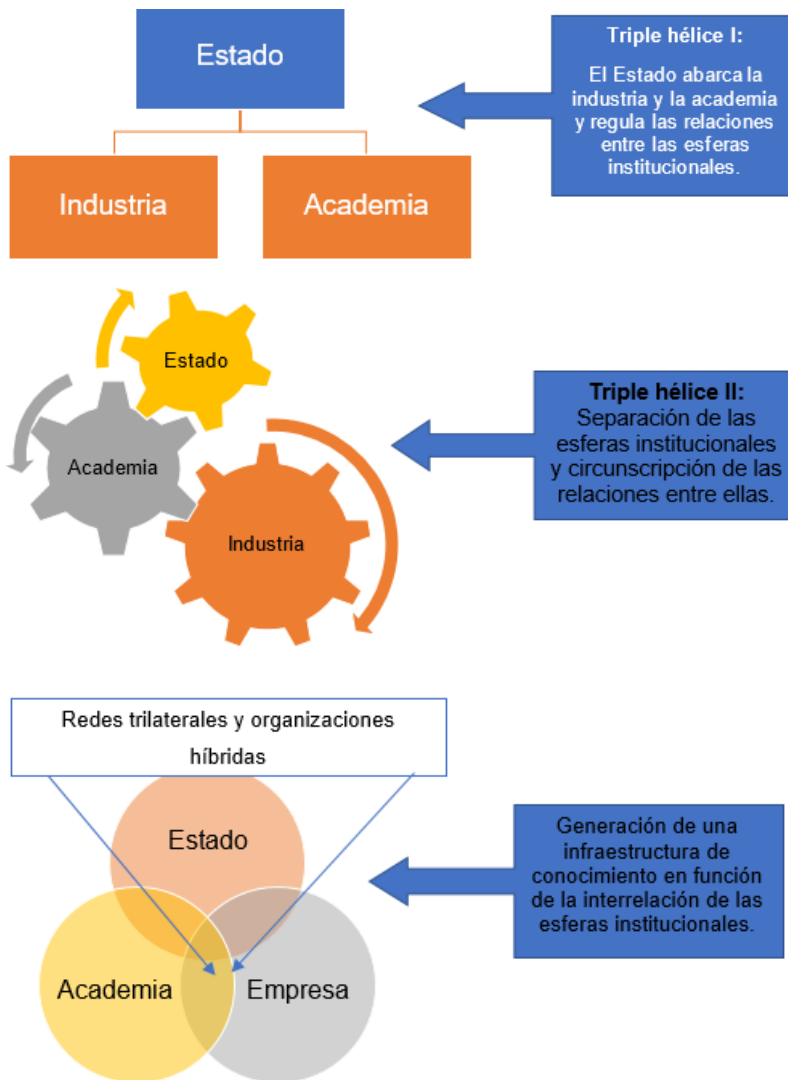 Estado
Industria
Academia
Triple hélice I:
El Estado abarca la
industria y la academia
y regula las relaciones
entre las esferas
institucionales.
Estado
Academia
Industria
Triple hélice II:
Separación de las
esferas institucionales
y circunscripción de las
relaciones entre ellas.
Redes trilaterales y organizaciones
híbridas
Estado
Academia
Empresa
Generación de una
infraestructura de
conocimiento en función
de la interrelación de las
esferas institucionales.